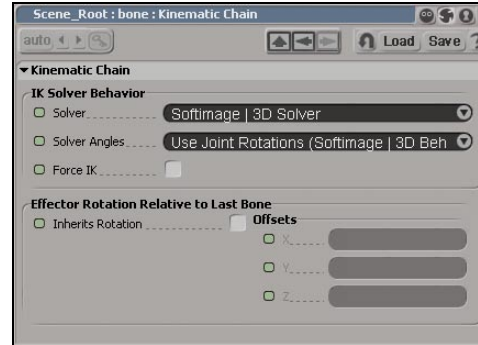 Scene_Root : bone : Kinematic Chain
auto
Load Save ?
Kinematic Chain
IK Solver Behavior
Solver Softimage | 3D Solver
Solver Angles Use Joint Rotations (Softimage | 3D Beh
Force IK
Effector Rotation Relative to Last Bone
Inherits Rotation Offsets
X
Y
Z